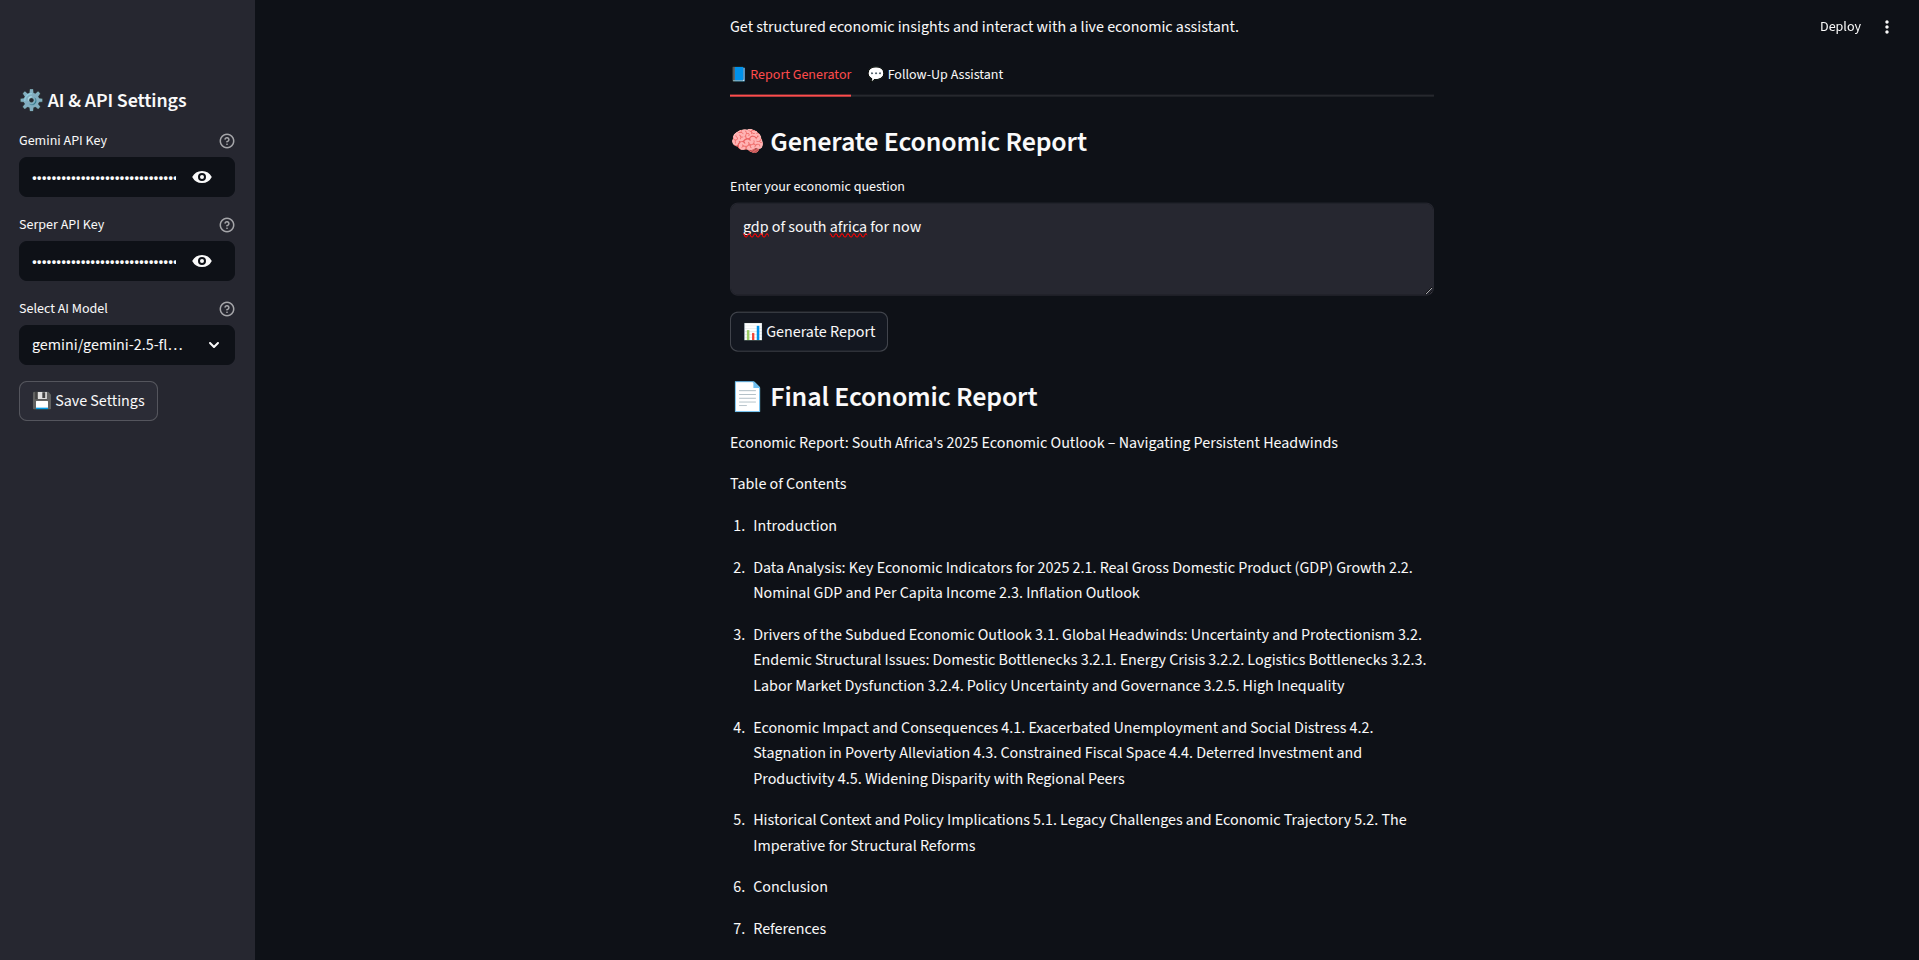 Get structured economic insights and interact with a live economic assistant.
Deploy
📘 Report Generator
💬 Follow-Up Assistant
⚙️ AI & API Settings
Gemini API Key
Serper API Key
Select AI Model
gemini/gemini-2.5-fl...
💾 Save Settings
🧠 Generate Economic Report
Enter your economic question
gdp of south africa for now
📊 Generate Report
📄 Final Economic Report
Economic Report: South Africa's 2025 Economic Outlook – Navigating Persistent Headwinds
Table of Contents
1. Introduction
2. Data Analysis: Key Economic Indicators for 2025 2.1. Real Gross Domestic Product (GDP) Growth 2.2.
Nominal GDP and Per Capita Income 2.3. Inflation Outlook
3. Drivers of the Subdued Economic Outlook 3.1. Global Headwinds: Uncertainty and Protectionism 3.2.
Endemic Structural Issues: Domestic Bottlenecks 3.2.1. Energy Crisis 3.2.2. Logistics Bottlenecks 3.2.3.
Labor Market Dysfunction 3.2.4. Policy Uncertainty and Governance 3.2.5. High Inequality
4. Economic Impact and Consequences 4.1. Exacerbated Unemployment and Social Distress 4.2.
Stagnation in Poverty Alleviation 4.3. Constrained Fiscal Space 4.4. Deterred Investment and
Productivity 4.5. Widening Disparity with Regional Peers
5. Historical Context and Policy Implications 5.1. Legacy Challenges and Economic Trajectory 5.2. The
Imperative for Structural Reforms
6. Conclusion
7. References